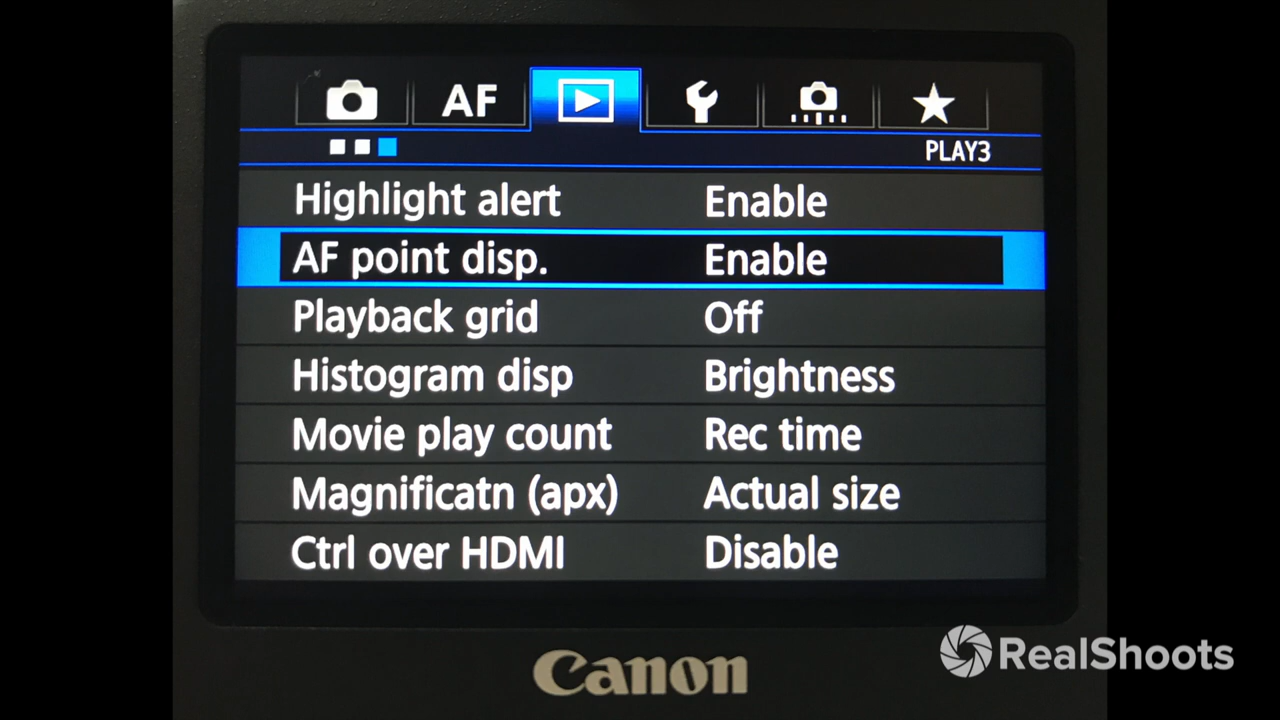 AF
PLAY3
Highlight alert Enable
AF point disp. Enable
Playback grid Off
Histogram disp Brightness
Movie play count Rec time
Magnificatn (apx) Actual size
Ctrl over HDMI Disable
Canon
RealShoots